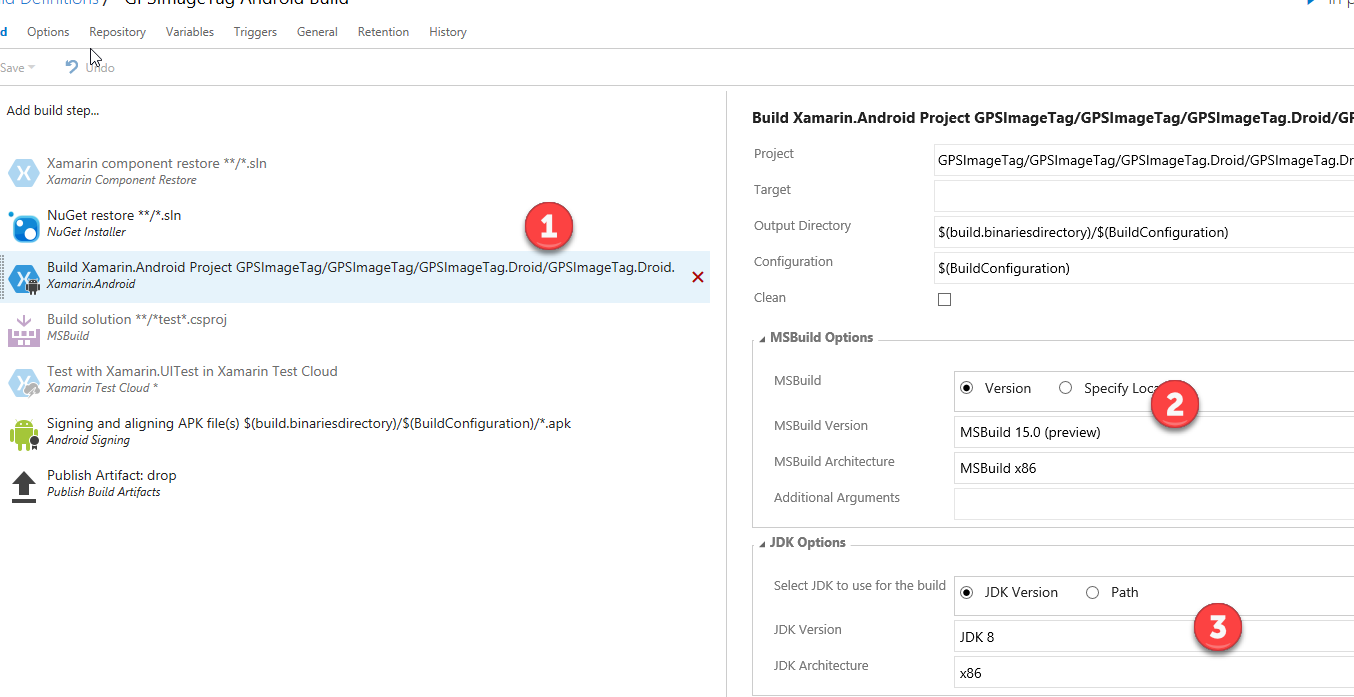 Build
Options Repository Variables Triggers General Retention History
Save Undo
Add build step...
Xamarin component restore **/*.sln
Xamarin Component Restore
NuGet restore **/*.sln
NuGet Installer
1
Build Xamarin.Android Project GPSImageTag/GPSImageTag/GPSImageTag.Droid/GPSImageTag.Droid.
Xamarin.Android
Build solution **/*test*.csproj
MSBuild
Test with Xamarin.UITest in Xamarin Test Cloud
Xamarin Test Cloud *
Signing and aligning APK file(s) $(build.binariesdirectory)/$(BuildConfiguration)/*.apk
Android Signing
Publish Artifact: drop
Publish Build Artifacts
Build Xamarin.Android Project GPSImageTag/GPSImageTag/GPSImageTag.Droid/GP
Project GPSImageTag/GPSImageTag/GPSImageTag.Droid/GPSImageTag.Dr
Target
Output Directory $(build.binariesdirectory)/$(BuildConfiguration)
Configuration $(BuildConfiguration)
Clean
MSBuild Options
MSBuild Version Specify Loca
2
MSBuild Version MSBuild 15.0 (preview)
MSBuild Architecture MSBuild x86
Additional Arguments
JDK Options
Select JDK to use for the build JDK Version Path
3
JDK Version JDK 8
JDK Architecture x86